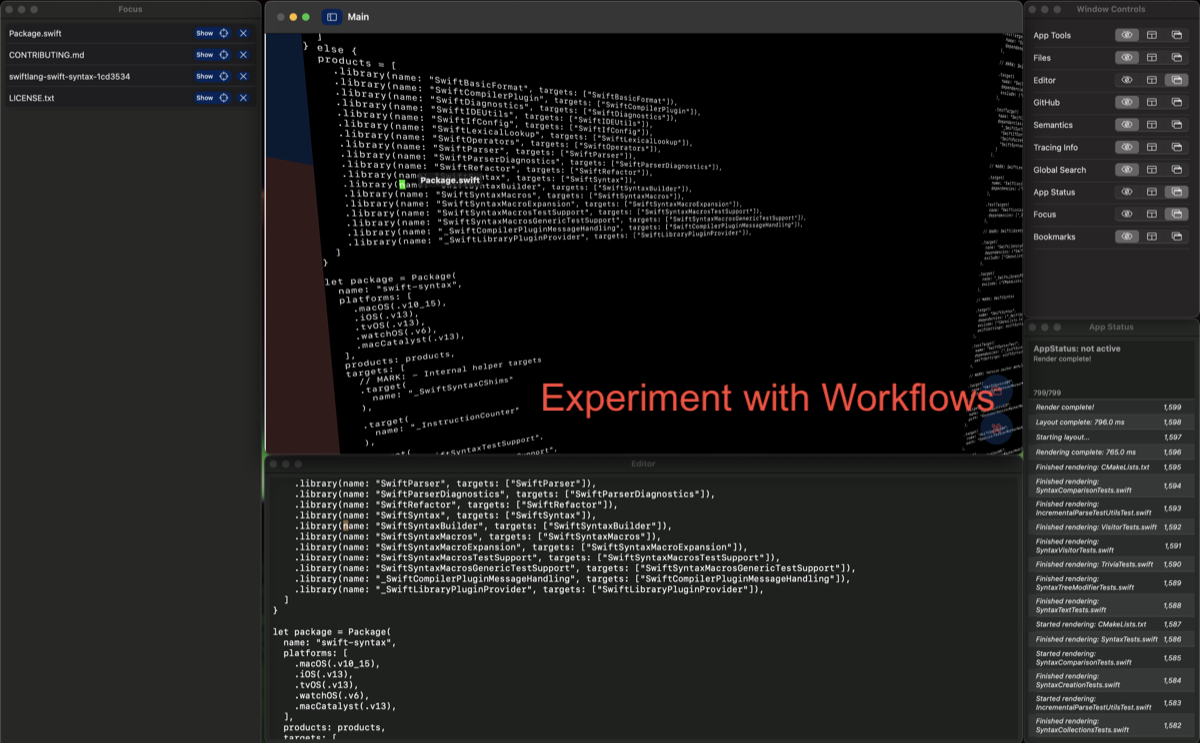 Focus
Package.swift Show
CONTRIBUTING.md Show
swiftlang-swift-syntax-1cd3534 Show
LICENSE.txt Show
Main
]
} else {
products = [
.library(name: "SwiftBasicFormat", targets: ["SwiftBasicFormat"]),
.library(name: "SwiftCompilerPlugin", targets: ["SwiftCompilerPlugin"]),
.library(name: "SwiftDiagnostics", targets: ["SwiftDiagnostics"]),
.library(name: "SwiftIDEUtils", targets: ["SwiftIDEUtils"]),
.library(name: "SwiftIfConfig", targets: ["SwiftIfConfig"]),
.library(name: "SwiftLexicalLookup", targets: ["SwiftLexicalLookup"]),
.library(name: "SwiftOperators", targets: ["SwiftOperators"]),
.library(name: "SwiftParser", targets: ["SwiftParser"]),
.library(name: "SwiftParserDiagnostics", targets: ["SwiftParserDiagnostics"]),
.library(name: "SwiftRefactor", targets: ["SwiftRefactor"]),
.library(nam tax", targets: ["SwiftSyntax"]),
Package.swift
.library(nam yntaxBuilder", targets: ["SwiftSyntaxBuilder"]),
.library(name: "SwiftSyntaxMacros", targets: ["SwiftSyntaxMacros"]),
.library(name: "SwiftSyntaxMacroExpansion", targets: ["SwiftSyntaxMacroExpansion"]),
.library(name: "SwiftSyntaxMacrosTestSupport", targets: ["SwiftSyntaxMacrosTestSupport"]),
.library(name: "SwiftSyntaxMacrosGenericTestSupport", targets: ["SwiftSyntaxMacrosGenericTestSupport"]),
.library(name: "_SwiftCompilerPluginMessageHandling", targets: ["SwiftCompilerPluginMessageHandling"]),
.library(name: "_SwiftLibraryPluginProvider", targets: ["SwiftLibraryPluginProvider"]),
]
}
let package = Package(
name: "swift-syntax",
platforms: [
.macOS(.v10_15),
.iOS(.v13),
.tvOS(.v13),
.watchOS(.v6),
.macCatalyst(.v13),
],
products: products,
targets: [
// MARK: - Internal helper targets
.target(
name: "_SwiftSyntaxCShims"
),
.target(
name: "_InstructionCounter"
),
Experiment with Workflows
Editor
.library(name: "SwiftParser", targets: ["SwiftParser"]),
.library(name: "SwiftParserDiagnostics", targets: ["SwiftParserDiagnostics"]),
.library(name: "SwiftRefactor", targets: ["SwiftRefactor"]),
.library(name: "SwiftSyntax", targets: ["SwiftSyntax"]),
.library(name: "SwiftSyntaxBuilder", targets: ["SwiftSyntaxBuilder"]),
.library(name: "SwiftSyntaxMacros", targets: ["SwiftSyntaxMacros"]),
.library(name: "SwiftSyntaxMacroExpansion", targets: ["SwiftSyntaxMacroExpansion"]),
.library(name: "SwiftSyntaxMacrosTestSupport", targets: ["SwiftSyntaxMacrosTestSupport"]),
.library(name: "SwiftSyntaxMacrosGenericTestSupport", targets: ["SwiftSyntaxMacrosGenericTestSupport"]),
.library(name: "_SwiftCompilerPluginMessageHandling", targets: ["SwiftCompilerPluginMessageHandling"]),
.library(name: "_SwiftLibraryPluginProvider", targets: ["SwiftLibraryPluginProvider"]),
]
}
let package = Package(
name: "swift-syntax",
platforms: [
.macOS(.v10_15),
.iOS(.v13),
.tvOS(.v13),
.watchOS(.v6),
.macCatalyst(.v13),
],
products: products,
targets: [
Window Controls
App Tools
Files
Editor
GitHub
Semantics
Tracing Info
Global Search
App Status
Focus
Bookmarks
App Status
AppStatus: not active
Render complete!
799/799
Render complete! 1,599
Layout complete: 796.0 ms 1,598
Starting layout... 1,597
Rendering complete: 765.0 ms 1,596
Finished rendering: CMakeLists.txt 1,595
Finished rendering:
SyntaxComparisonTests.swift 1,594
Finished rendering:
IncrementalParseTestUtilsTest.swift 1,593
Finished rendering: VisitorTests.swift 1,592
Finished rendering:
SyntaxVisitorTests.swift 1,591
Finished rendering: TriviaTests.swift 1,590
Finished rendering:
SyntaxTreeModifierTests.swift 1,589
Finished rendering:
SyntaxTextTests.swift 1,588
Started rendering: CMakeLists.txt 1,587
Finished rendering: SyntaxTests.swift 1,586
Started rendering:
SyntaxComparisonTests.swift 1,585
Finished rendering:
SyntaxCreationTests.swift 1,584
Started rendering:
IncrementalParseTestUtilsTest.swift 1,583
Finished rendering:
SyntaxCollectionsTests.swift 1,582